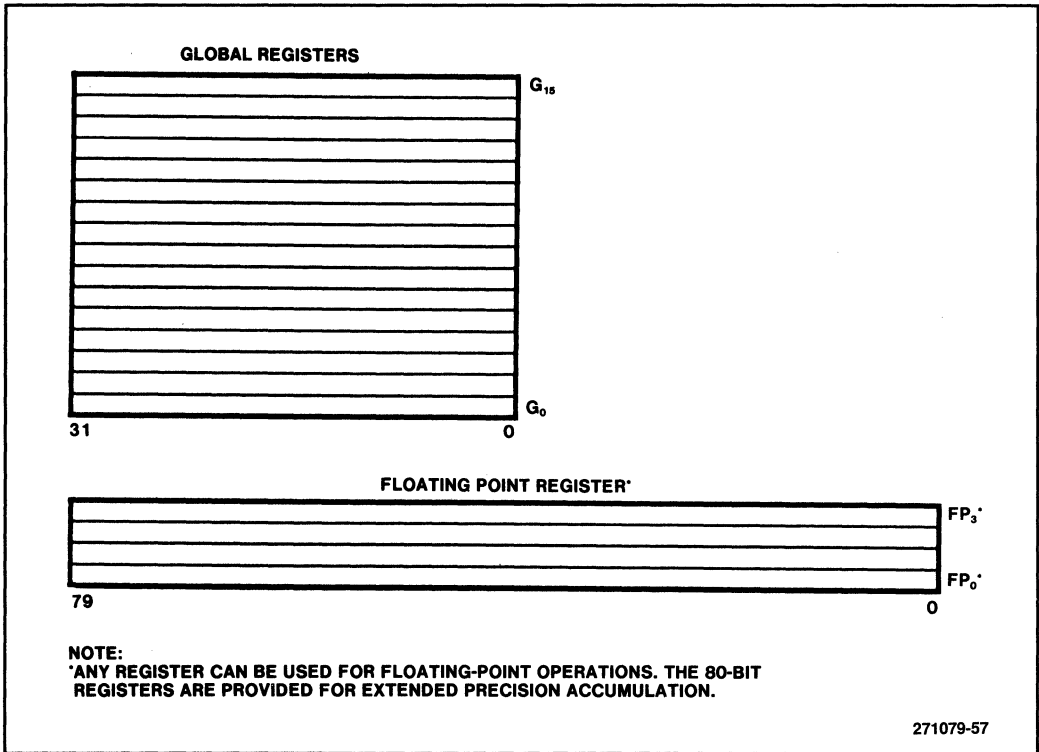 GLOBAL REGISTERS
G₁₅
G₀
31 0
FLOATING POINT REGISTER*
FP₃*
FP₀*
79 0
NOTE:
*ANY REGISTER CAN BE USED FOR FLOATING-POINT OPERATIONS. THE 80-BIT
REGISTERS ARE PROVIDED FOR EXTENDED PRECISION ACCUMULATION.
271079-57